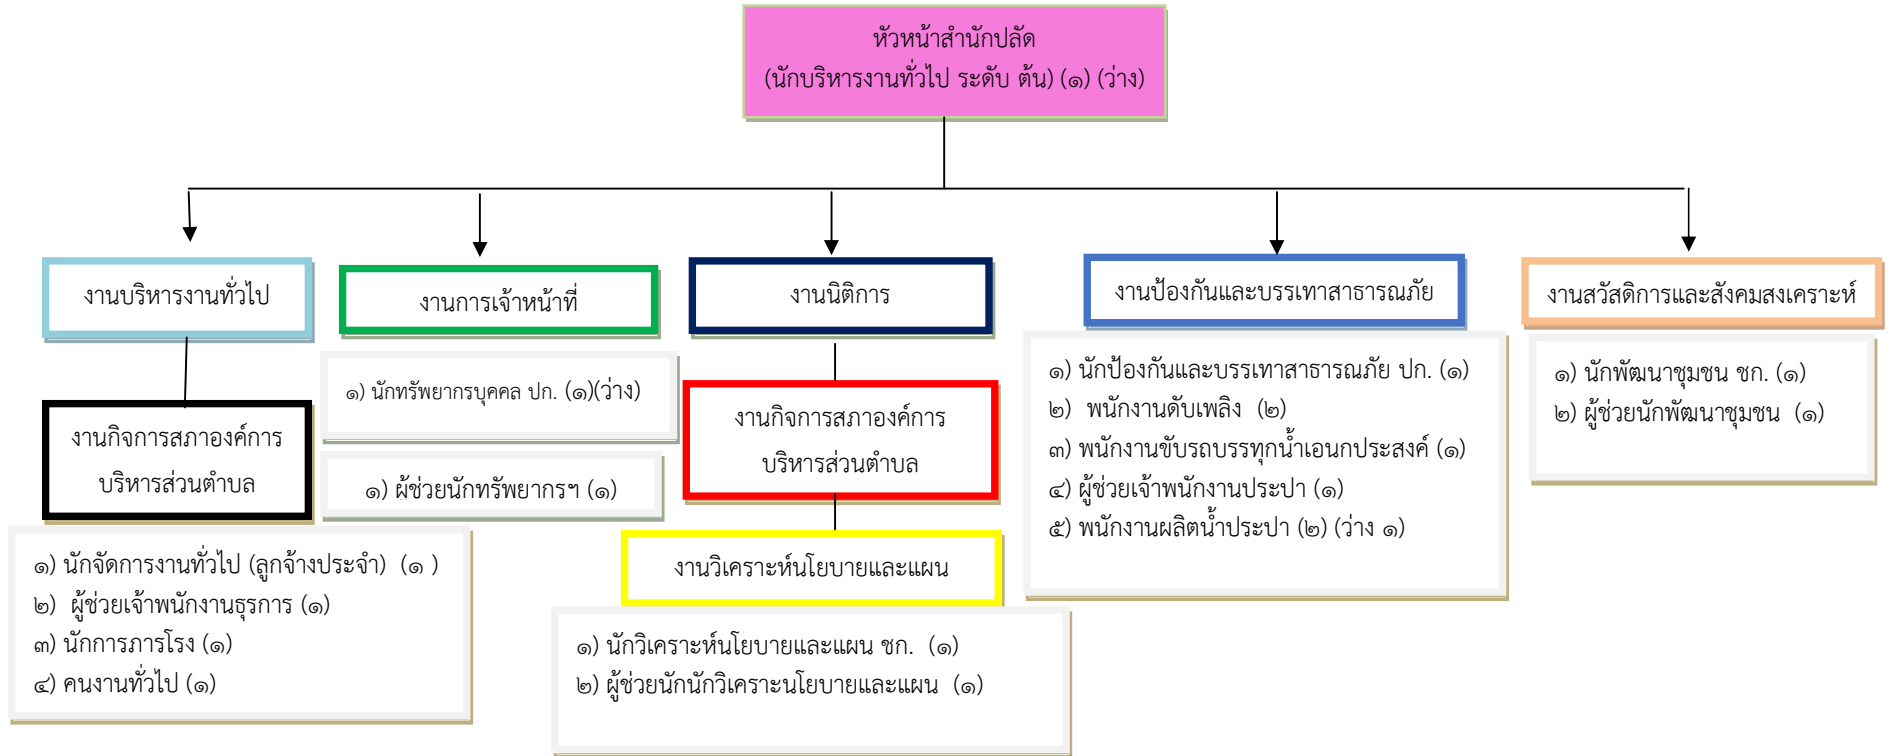 หัวหน้าสำนักปลัด
(นักบริหารงานทั่วไป ระดับ ต้น) (๑) (ว่าง)
งานบริหารงานทั่วไป
งานกิจการสภาองค์การ
บริหารส่วนตำบล
๑) นักจัดการงานทั่วไป (ลูกจ้างประจำ) (๑ )
๒) ผู้ช่วยเจ้าพนักงานธุรการ (๑)
๓) นักการภารโรง (๑)
๔) คนงานทั่วไป (๑)
งานการเจ้าหน้าที่
๑) นักทรัพยากรบุคคล ปก. (๑)(ว่าง)
๑) ผู้ช่วยนักทรัพยากรฯ (๑)
งานนิติการ
งานกิจการสภาองค์การ
บริหารส่วนตำบล
งานวิเคราะห์นโยบายและแผน
๑) นักวิเคราะห์นโยบายและแผน ชก. (๑)
๒) ผู้ช่วยนักนักวิเคราะนโยบายและแผน (๑)
งานป้องกันและบรรเทาสาธารณภัย
๑) นักป้องกันและบรรเทาสาธารณภัย ปก. (๑)
๒) พนักงานดับเพลิง (๒)
๓) พนักงานขับรถบรรทุกน้ำเอนกประสงค์ (๑)
๔) ผู้ช่วยเจ้าพนักงานประปา (๑)
๕) พนักงานผลิตน้ำประปา (๒) (ว่าง ๑)
งานสวัสดิการและสังคมสงเคราะห์
๑) นักพัฒนาชุมชน ชก. (๑)
๒) ผู้ช่วยนักพัฒนาชุมชน (๑)